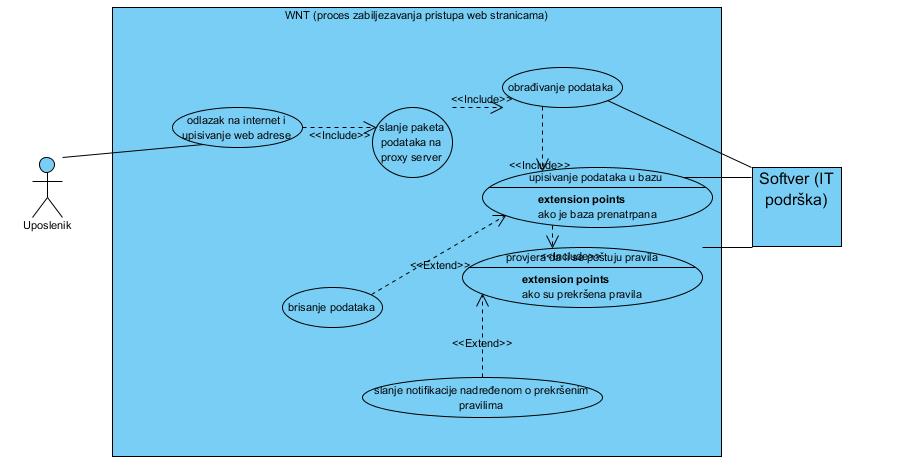 WNT (proces zabiljezavanja pristupa web stranicama)
obrađivanje podataka
<<Include>>
odlazak na internet i
upisivanje web adrese
<<Include>>
slanje paketa
podataka na
proxy server
<<Include>>
upisivanje podataka u bazu
extension points
ako je baza prenatrpana
Softver (IT
podrška)
Uposlenik
<<Include>>
provjera da li se poštuju pravila
extension points
ako su prekršena pravila
<<Extend>>
brisanje podataka
<<Extend>>
slanje notifikacije nadređenom o prekršenim
pravilima